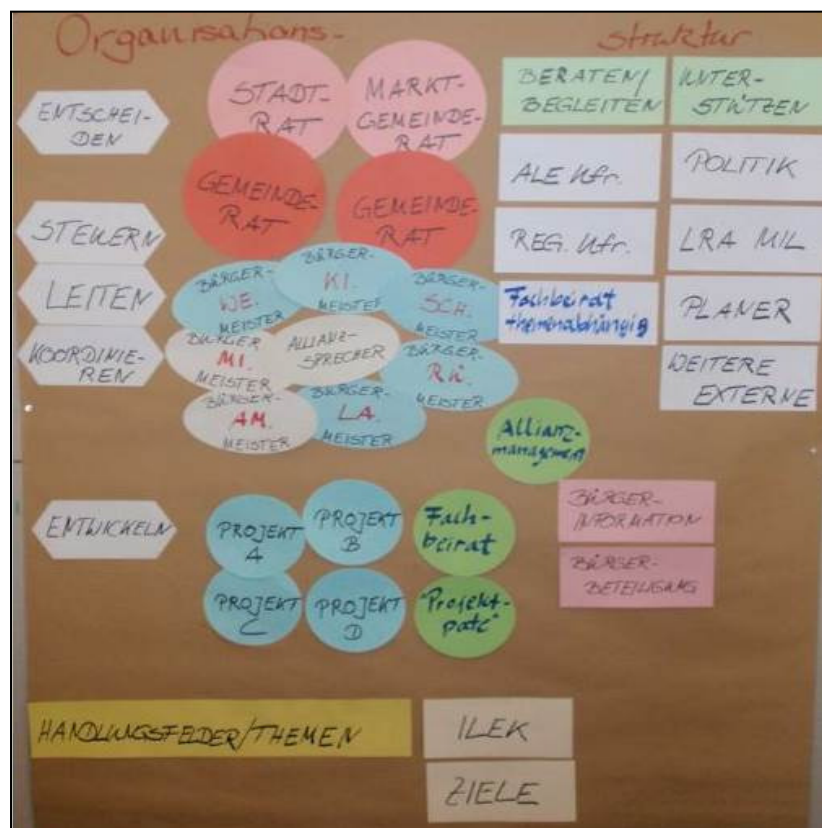 Organisations-
struktur
ENTSCHEI-
DEN
STADT-
RAT
MARKT-
GEMEINDE-
RAT
GEMEINDE-
RAT
GEMEINDE-
RAT
STEUERN
LEITEN
KOORDINIE-
REN
BÜRGER-
WE.
MEISTER
BÜRGER-
KI.
MEISTER
BÜRGER-
SCH.
MEISTER
BÜRGER
MI.
MEISTER
ALLIANZ-
SPRECHER
BÜRGER-
RÜ.
MEISTER
BÜRGER-
AM.
MEISTER
BÜRGER-
LA.
MEISTER
BERATEN/
BEGLEITEN
ALE Ufr.
REG. Ufr.
Fachbeirat
themenabhängig
UNTER-
STÜTZEN
POLITIK
LRA MIL
PLANER
WEITERE
EXTERNE
Allianz-
management
ENTWICKELN
PROJEKT
A
PROJEKT
B
PROJEKT
C
PROJEKT
D
Fach-
beirat
"Projekt-
pate"
BÜRGER-
INFORMATION
BÜRGER-
BETEILIGUNG
HANDLUNGSFELDER/THEMEN
ILEK
ZIELE